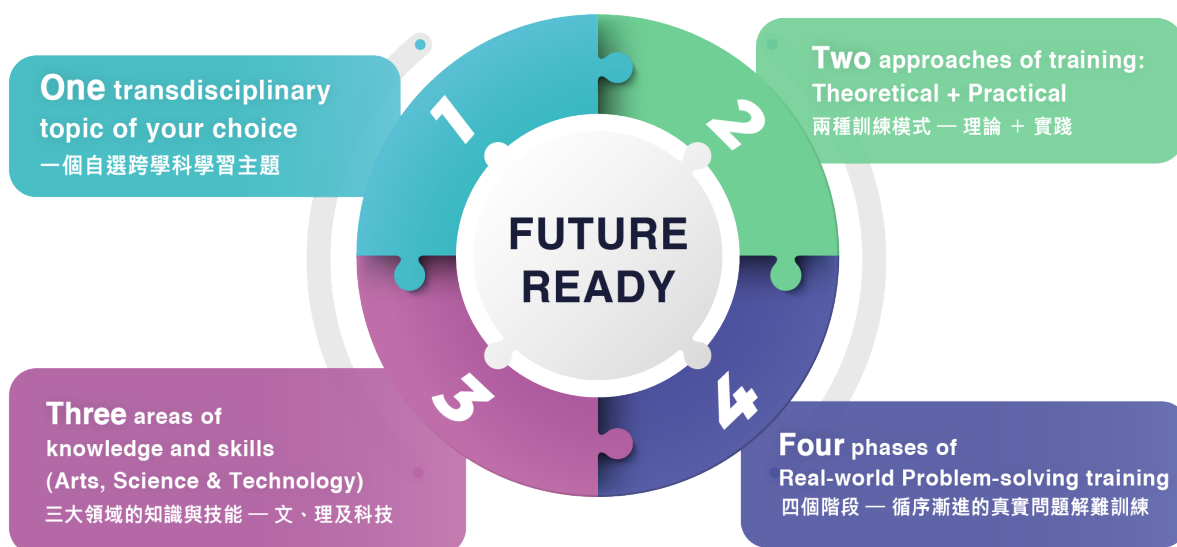 One transdisciplinary
topic of your choice
一個自選跨學科學習主題
1
2
Two approaches of training:
Theoretical + Practical
兩種訓練模式 — 理論 + 實踐
FUTURE
READY
Three areas of
knowledge and skills
(Arts, Science & Technology)
三大領域的知識與技能 — 文、理及科技
3
4
Four phases of
Real-world Problem-solving training
四個階段 — 循序漸進的真實問題解難訓練